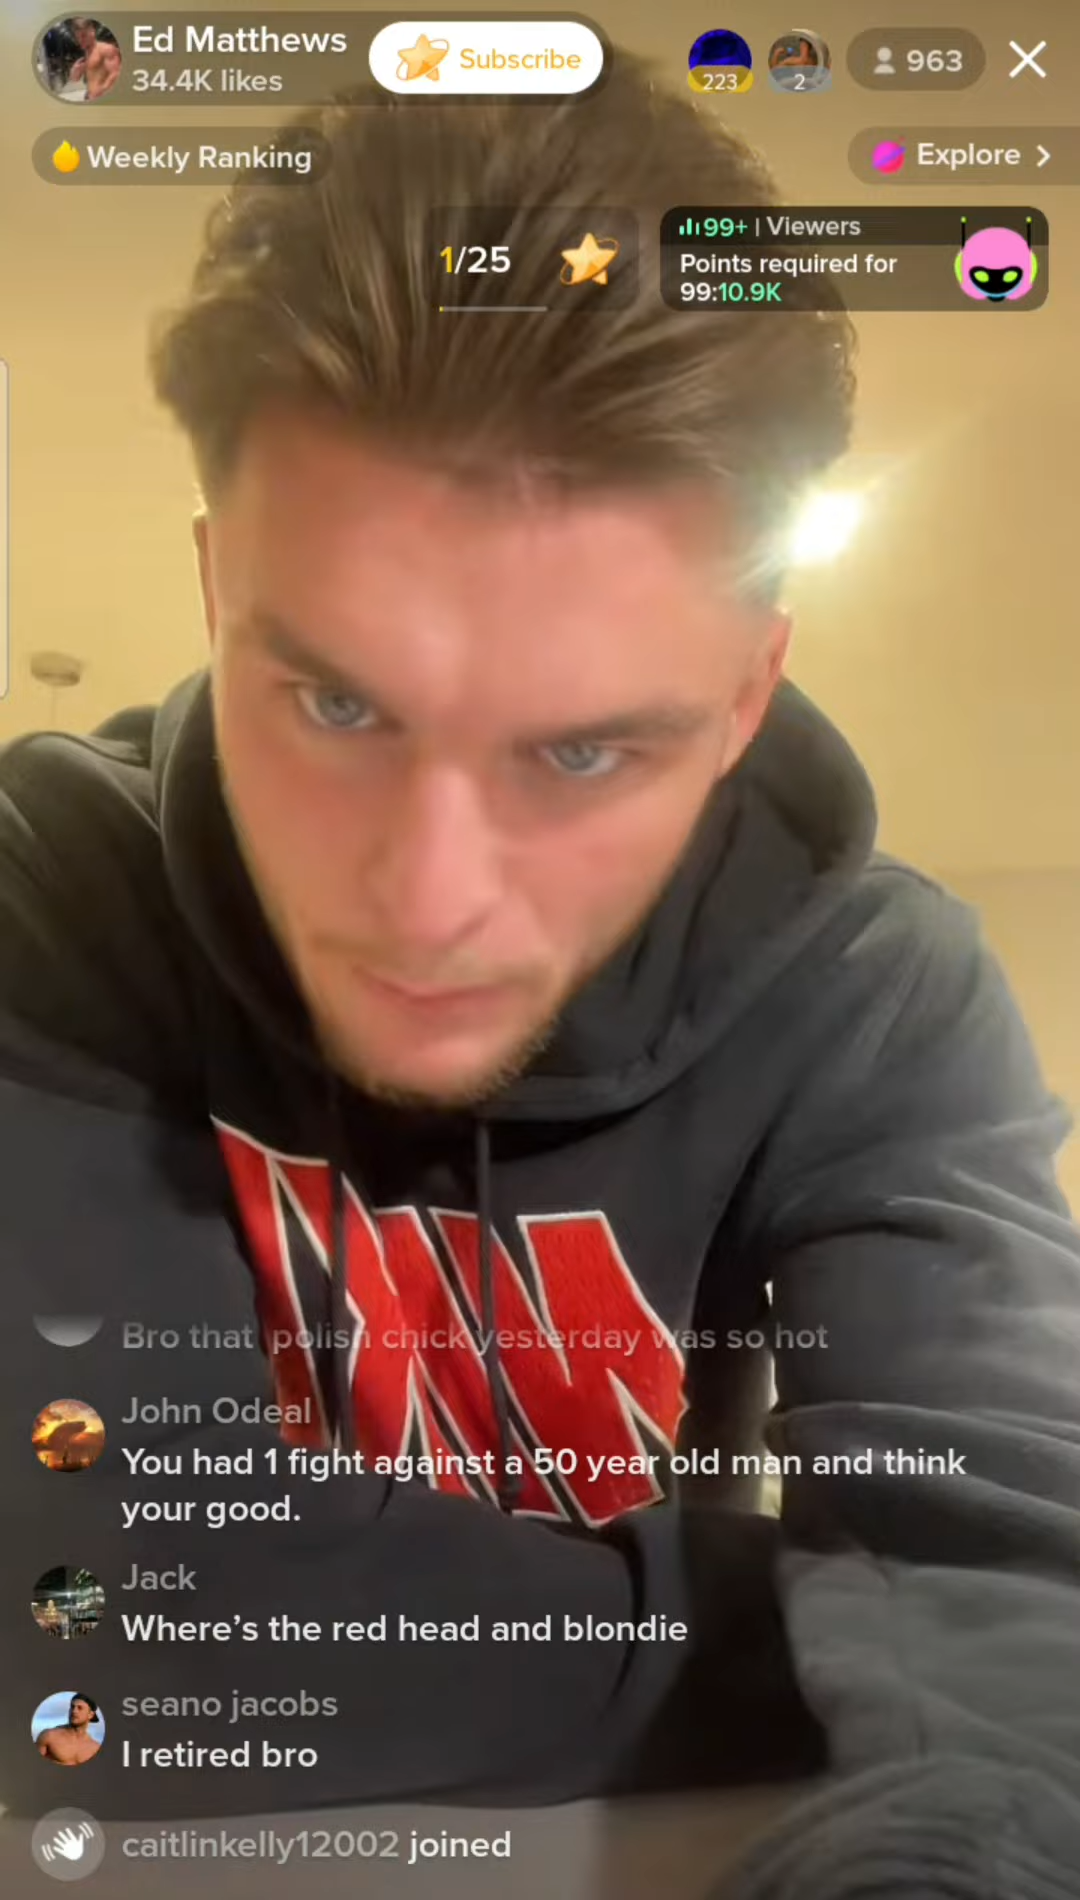 Ed Matthews
34.4K likes
Subscribe
223
2
963
Weekly Ranking
Explore
1/25
99+ | Viewers
Points required for
99:10.9K
Bro that polish chick yesterday was so hot
John Odeal
You had 1 fight against a 50 year old man and think
your good.
Jack
Where's the red head and blondie
seano jacobs
I retired bro
caitlinkelly12002 joined